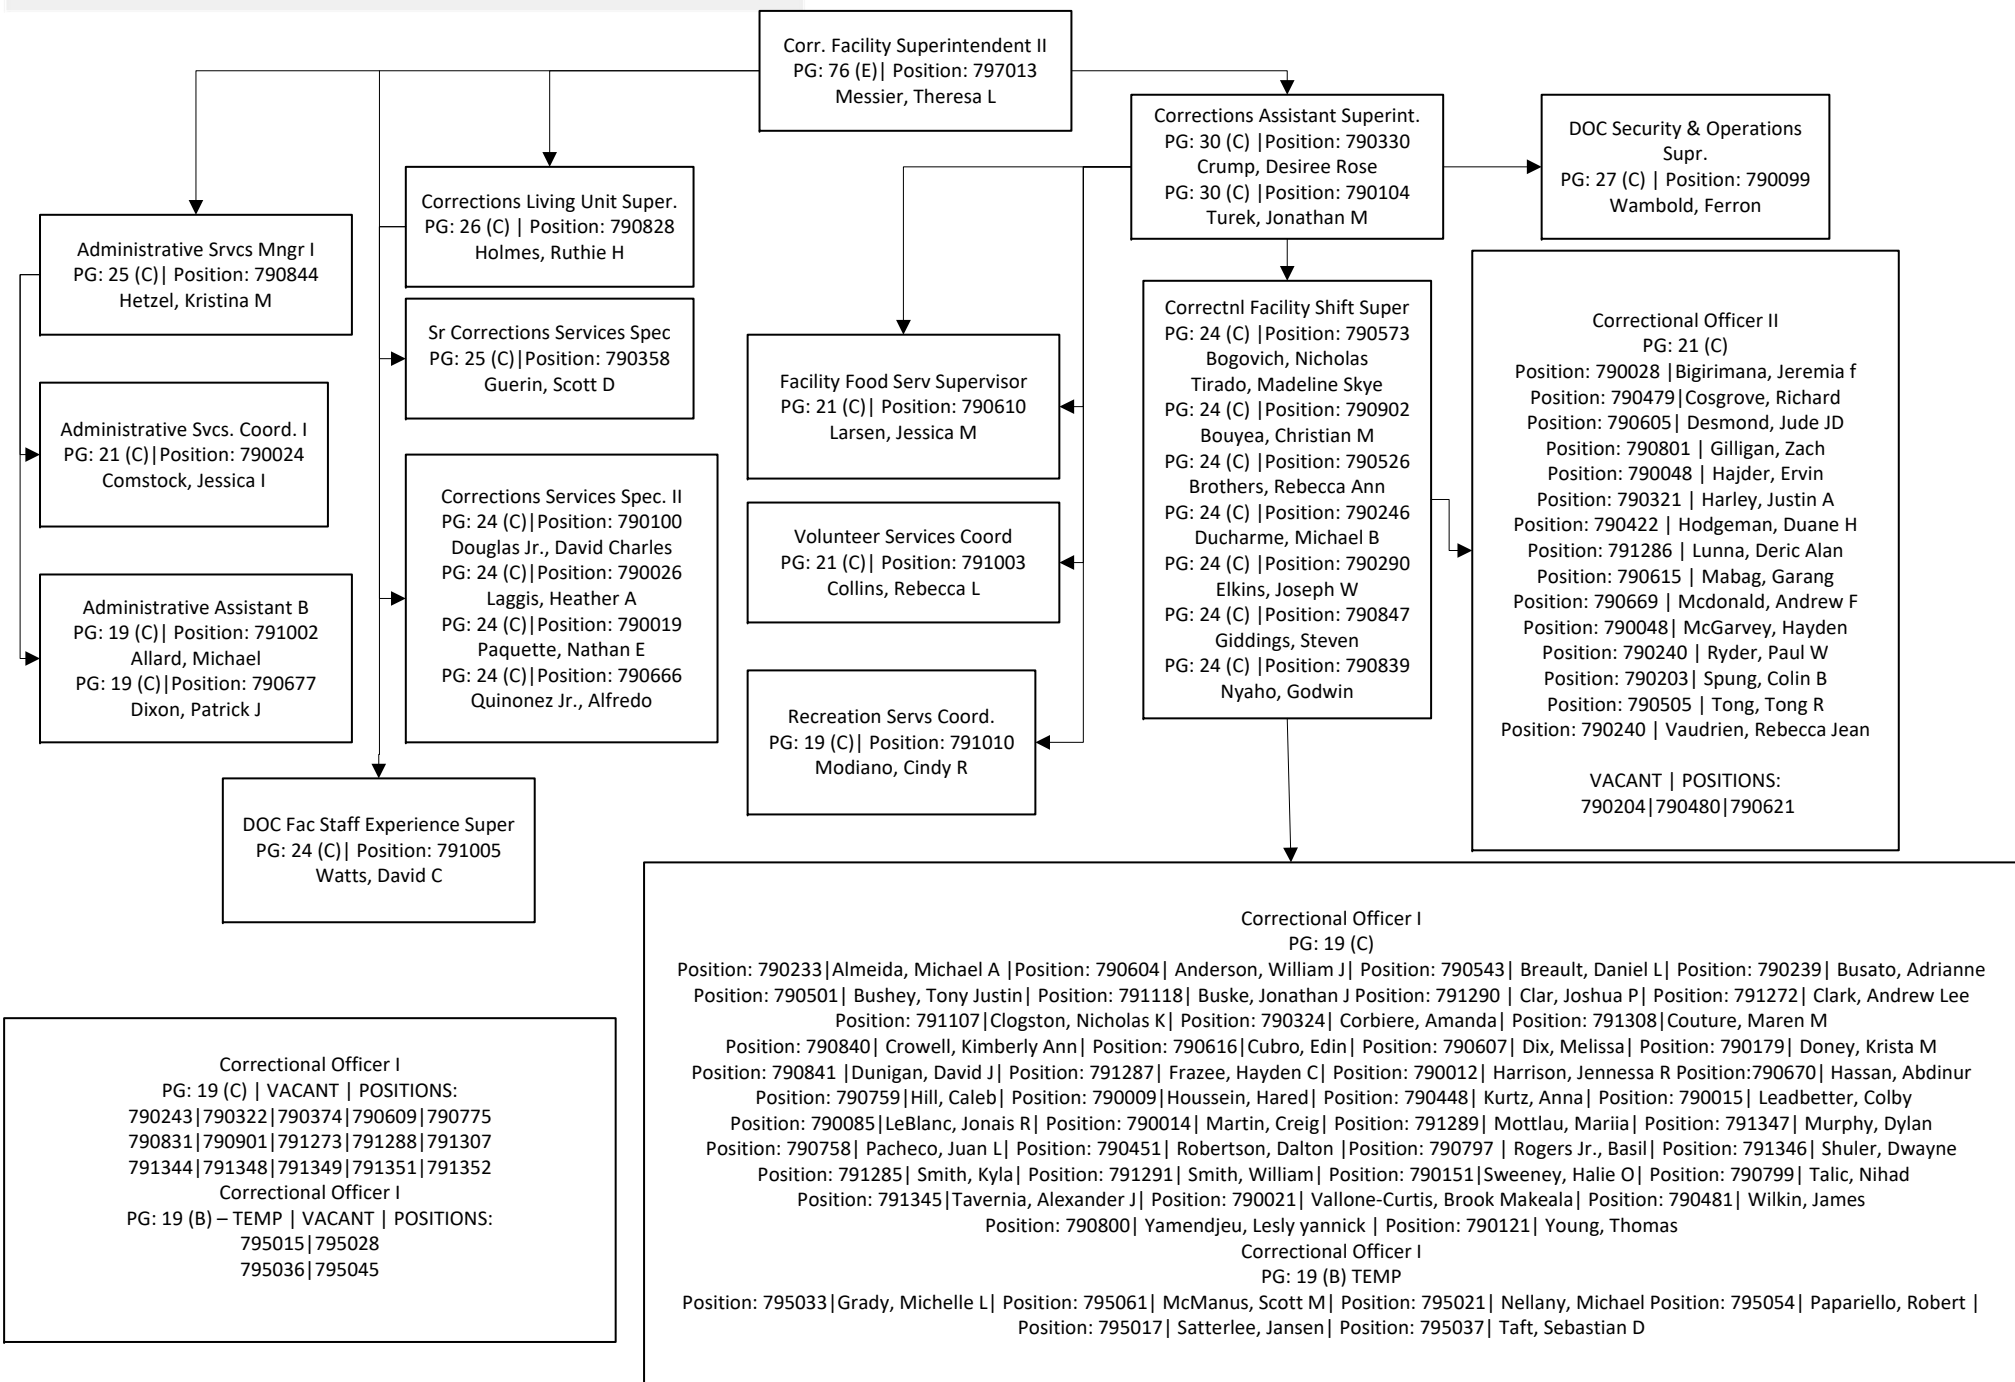 Corr. Facility Superintendent II
PG: 76 (E)| Position: 797013
Messier, Theresa L
Corrections Assistant Superint.
PG: 30 (C) |Position: 790330
Crump, Desiree Rose
PG: 30 (C) |Position: 790104
Turek, Jonathan M
DOC Security & Operations
Supr.
PG: 27 (C) | Position: 790099
Wambold, Ferron
Corrections Living Unit Super.
PG: 26 (C) | Position: 790828
Holmes, Ruthie H
Administrative Srvcs Mngr I
PG: 25 (C)| Position: 790844
Hetzel, Kristina M
Sr Corrections Services Spec
PG: 25 (C)|Position: 790358
Guerin, Scott D
Administrative Svcs. Coord. I
PG: 21 (C)|Position: 790024
Comstock, Jessica I
Corrections Services Spec. II
PG: 24 (C)|Position: 790100
Douglas Jr., David Charles
PG: 24 (C)|Position: 790026
Laggis, Heather A
PG: 24 (C)|Position: 790019
Paquette, Nathan E
PG: 24 (C)|Position: 790666
Quinonez Jr., Alfredo
Administrative Assistant B
PG: 19 (C)| Position: 791002
Allard, Michael
PG: 19 (C)|Position: 790677
Dixon, Patrick J
DOC Fac Staff Experience Super
PG: 24 (C)| Position: 791005
Watts, David C
Facility Food Serv Supervisor
PG: 21 (C)| Position: 790610
Larsen, Jessica M
Volunteer Services Coord
PG: 21 (C)| Position: 791003
Collins, Rebecca L
Recreation Servs Coord.
PG: 19 (C)| Position: 791010
Modiano, Cindy R
Correctnl Facility Shift Super
PG: 24 (C) |Position: 790573
Bogovich, Nicholas
Tirado, Madeline Skye
PG: 24 (C) |Position: 790902
Bouyea, Christian M
PG: 24 (C) |Position: 790526
Brothers, Rebecca Ann
PG: 24 (C) |Position: 790246
Ducharme, Michael B
PG: 24 (C) |Position: 790290
Elkins, Joseph W
PG: 24 (C) |Position: 790847
Giddings, Steven
PG: 24 (C) |Position: 790839
Nyaho, Godwin
Correctional Officer II
PG: 21 (C)
Position: 790028 |Bigirimana, Jeremia f
Position: 790479|Cosgrove, Richard
Position: 790605| Desmond, Jude JD
Position: 790801 | Gilligan, Zach
Position: 790048 | Hajder, Ervin
Position: 790321 | Harley, Justin A
Position: 790422 | Hodgeman, Duane H
Position: 791286 | Lunna, Deric Alan
Position: 790615 | Mabag, Garang
Position: 790669 | Mcdonald, Andrew F
Position: 790048| McGarvey, Hayden
Position: 790240 | Ryder, Paul W
Position: 790203| Spung, Colin B
Position: 790505 | Tong, Tong R
Position: 790240 | Vaudrien, Rebecca Jean
VACANT | POSITIONS:
790204|790480|790621
Correctional Officer I
PG: 19 (C)
Position: 790233|Almeida, Michael A |Position: 790604| Anderson, William J| Position: 790543| Breault, Daniel L| Position:790239| Busato, Adrianne
Position: 790501| Bushey, Tony Justin| Position: 791118| Buske, Jonathan J Position: 791290 | Clar, Joshua P| Position: 791272| Clark, Andrew Lee
Position: 791107|Clogston, Nicholas K| Position: 790324| Corbiere, Amanda| Position: 791308|Couture, Maren M
Position: 790840| Crowell, Kimberly Ann| Position: 790616|Cubro, Edin| Position: 790607| Dix, Melissa| Position: 790179| Doney, Krista M
Position: 790841 |Dunigan, David J| Position: 791287| Frazee, Hayden C| Position: 790012| Harrison, Jennessa R Position:790670| Hassan, Abdinur
Position: 790759|Hill, Caleb| Position: 790009|Houssein, Hared| Position: 790448| Kurtz, Anna| Position: 790015| Leadbetter, Colby
Position: 790085|LeBlanc, Jonais R| Position: 790014| Martin, Creig| Position: 791289| Mottlau, Mariia| Position: 791347| Murphy, Dylan
Position: 790758| Pacheco, Juan L| Position: 790451| Robertson, Dalton |Position: 790797 | Rogers Jr., Basil| Position: 791346| Shuler, Dwayne
Position: 791285| Smith, Kyla| Position: 791291| Smith, William| Position: 790151|Sweeney, Halie O| Position: 790799| Talic, Nihad
Position: 791345|Tavernia, Alexander J| Position: 790021| Vallone-Curtis, Brook Makeala| Position: 790481| Wilkin, James
Position: 790800| Yamendjeu, Lesly yannick | Position: 790121| Young, Thomas
Correctional Officer I
PG: 19 (B) TEMP
Position: 795033|Grady, Michelle L| Position: 795061| McManus, Scott M| Position: 795021| Nellany, Michael Position: 795054| Papariello, Robert |
Position: 795017| Satterlee, Jansen| Position: 795037| Taft, Sebastian D
Correctional Officer I
PG: 19 (C) | VACANT | POSITIONS:
790243|790322|790374|790609|790775
790831|790901|791273|791288|791307
791344|791348|791349|791351|791352
Correctional Officer I
PG: 19 (B) – TEMP | VACANT | POSITIONS:
795015|795028
795036|795045